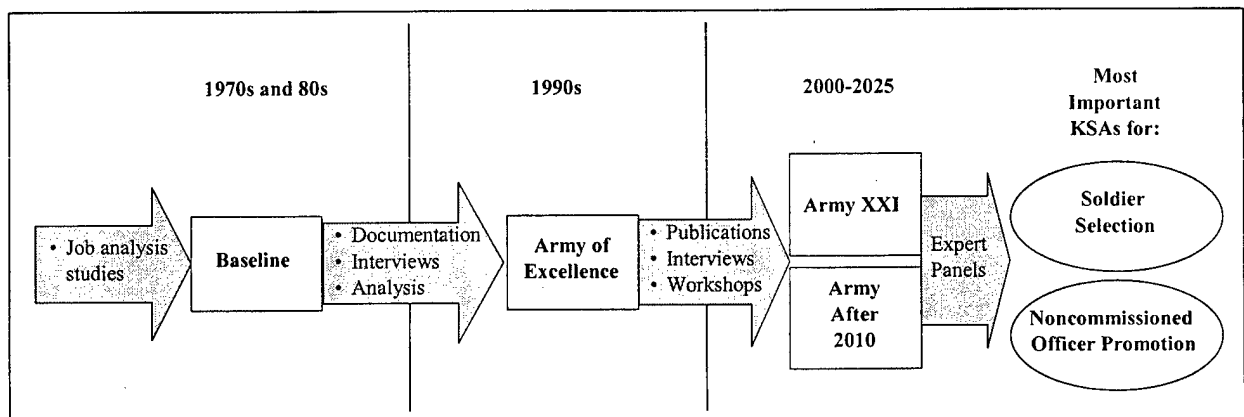 1970s and 80s
1990s
2000-2025
Most
Important
KSAs for:
• Job analysis
studies
Baseline
• Documentation
• Interviews
• Analysis
Army of
Excellence
• Publications
• Interviews
• Workshops
Army XXI
Army
After
2010
Expert
Panels
Soldier
Selection
Noncommissioned
Officer Promotion